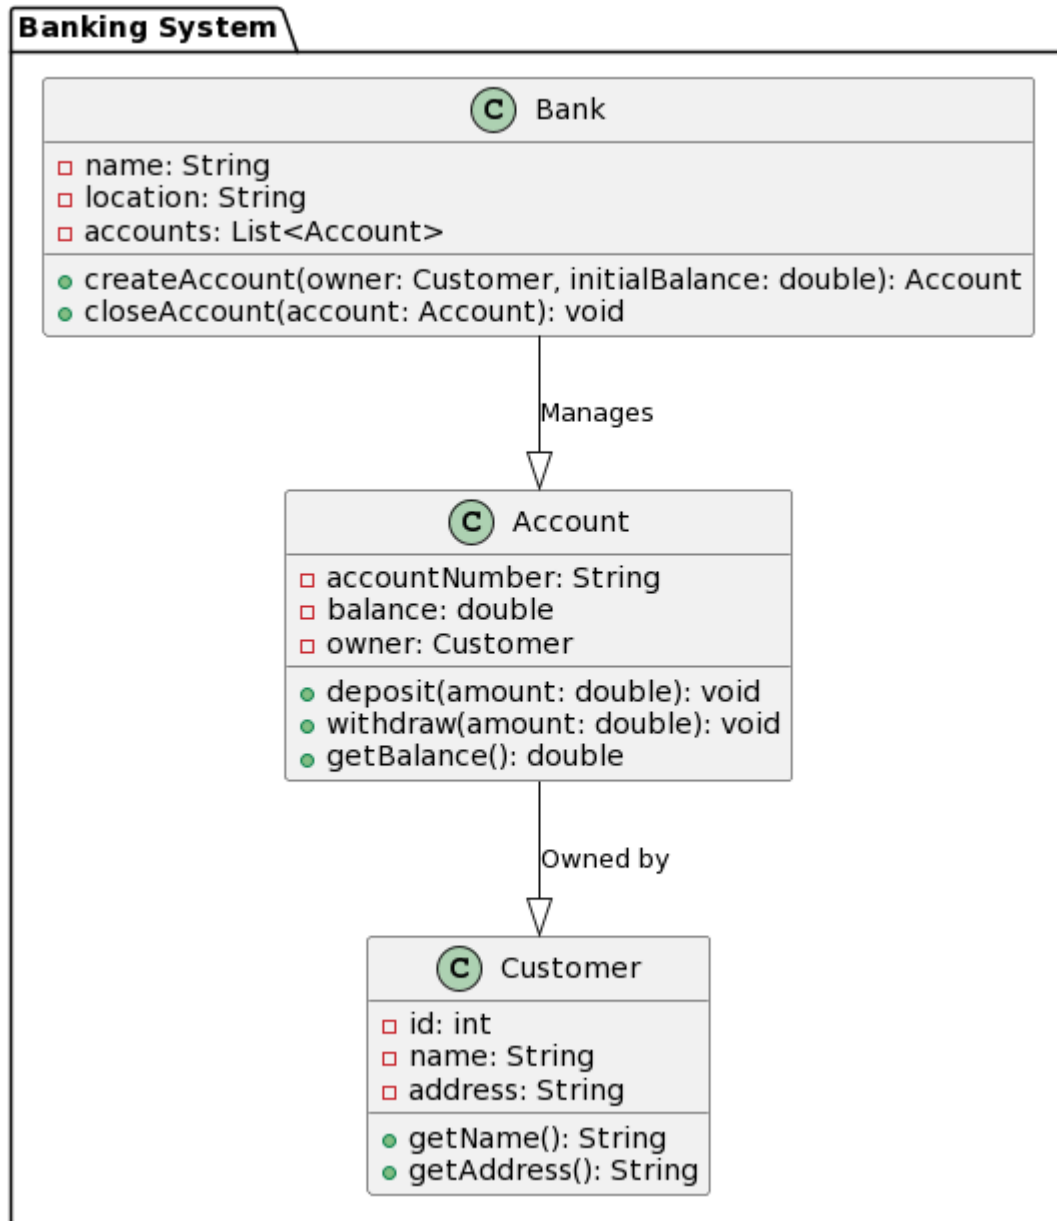 Banking System
C Bank
name: String
location: String
accounts: List<Account>
createAccount(owner: Customer, initialBalance: double): Account
closeAccount(account: Account): void
Manages
C Account
accountNumber: String
balance: double
owner: Customer
deposit(amount: double): void
withdraw(amount: double): void
getBalance(): double
Owned by
C Customer
id: int
name: String
address: String
getName(): String
getAddress(): String